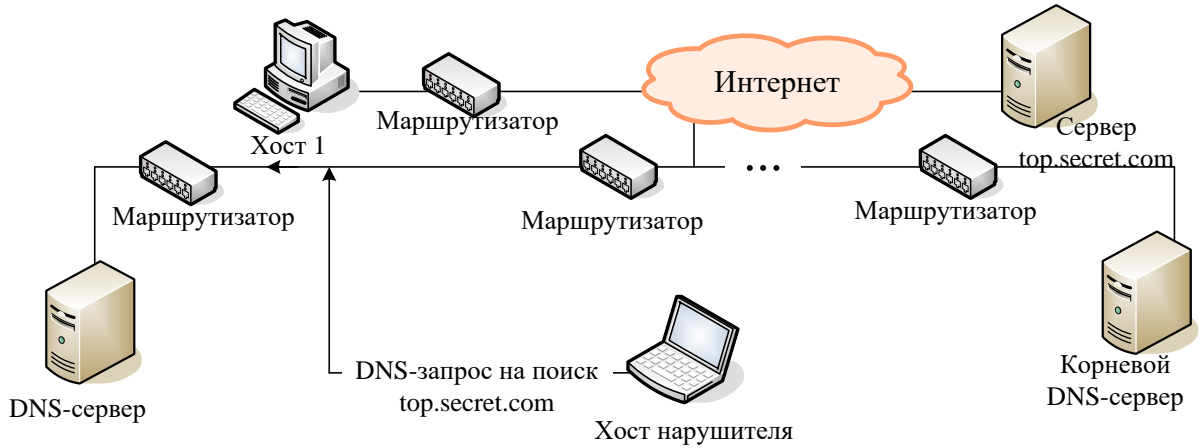 Интернет
Маршрутизатор
Хост 1
Сервер
top.secret.com
Маршрутизатор
Маршрутизатор
...
Маршрутизатор
DNS-сервер
DNS-запрос на поиск
top.secret.com
Хост нарушителя
Корневой
DNS-сервер